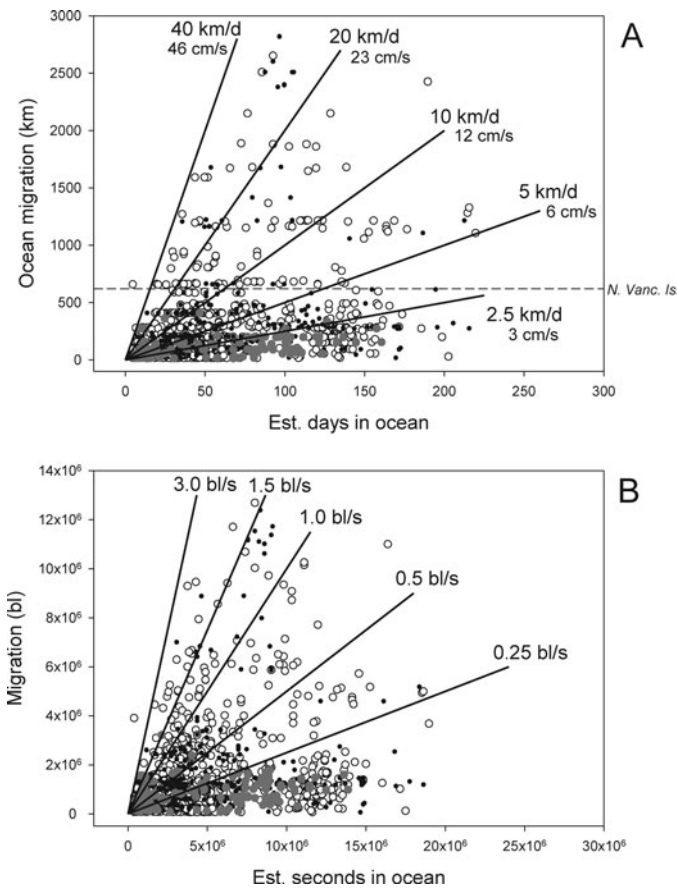 A
40 km/d
46 cm/s
20 km/d
23 cm/s
10 km/d
12 cm/s
5 km/d
6 cm/s
N. Vanc. Is.
2.5 km/d
3 cm/s
Ocean migration (km)
3000
2500
2000
1500
1000
500
0
0 50 100 150 200 250 300
Est. days in ocean
B
3.0 bl/s
1.5 bl/s
1.0 bl/s
0.5 bl/s
0.25 bl/s
Migration (bl)
14x10⁶
12x10⁶
10x10⁶
8x10⁶
6x10⁶
4x10⁶
2x10⁶
0
0 5x10⁶ 10x10⁶ 15x10⁶ 20x10⁶ 25x10⁶ 30x10⁶
Est. seconds in ocean